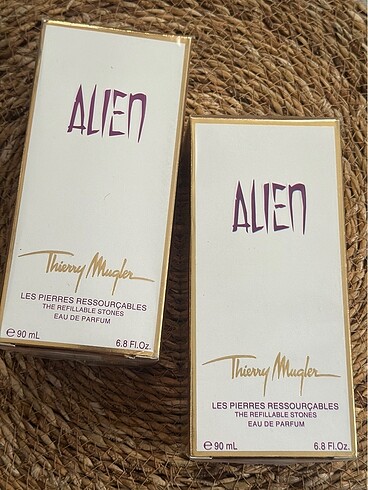 ALIEN
Thierry Mugler
LES PIERRES RESSOURÇABLES
THE REFILLABLE STONES
EAU DE PARFUM
℮ 90 mL 6.8 Fl.Oz.
ALIEN
Thierry Mugler
LES PIERRES RESSOURÇABLES
THE REFILLABLE STONES
EAU DE PARFUM
℮ 90 mL 6.8 Fl.Oz.